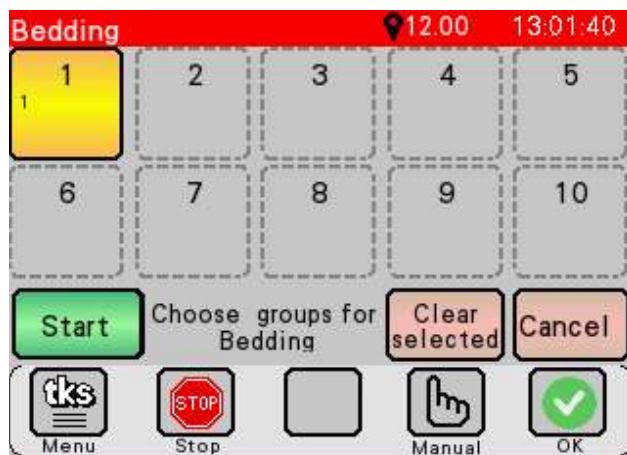 Bedding 12.00 13:01:40
1 2 3 4 5
1
6 7 8 9 10
Start Choose groups for Bedding Clear selected Cancel
tks STOP
Menu Stop Manual OK